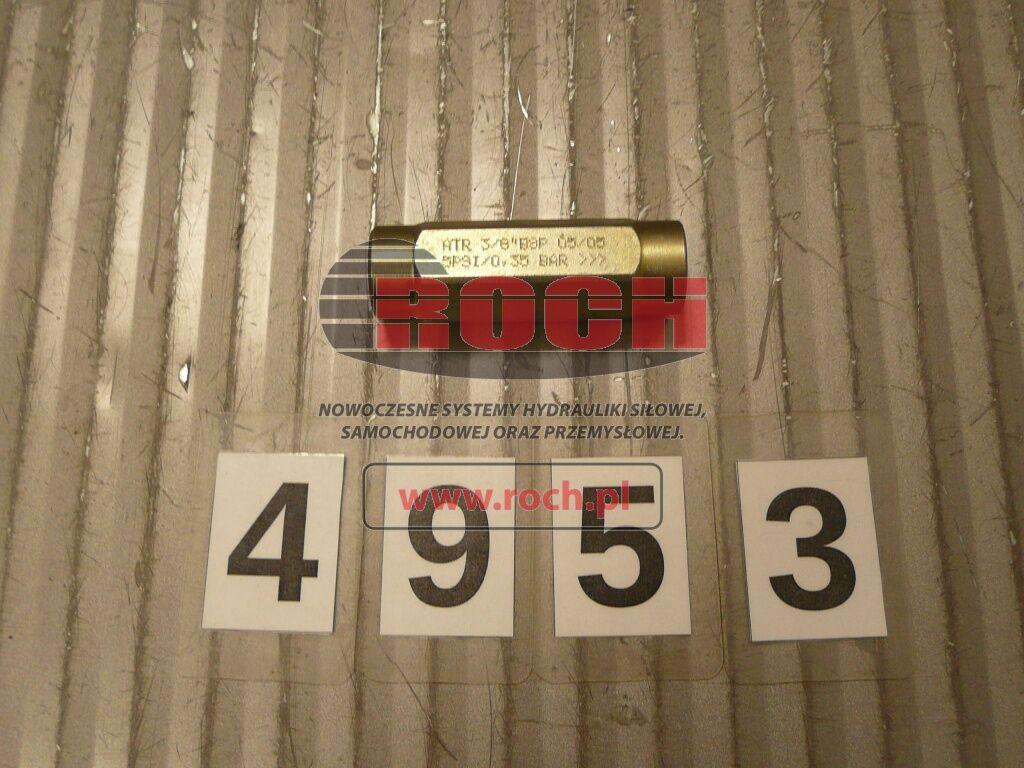 ATR 3/8"BSP 05/05
5PSI/0,35 BAR >>>
ROCH
NOWOCZESNE SYSTEMY HYDRAULIKI SIŁOWEJ,
SAMOCHODOWEJ ORAZ PRZEMYSŁOWEJ.
www.roch.pl
4 9 5 3